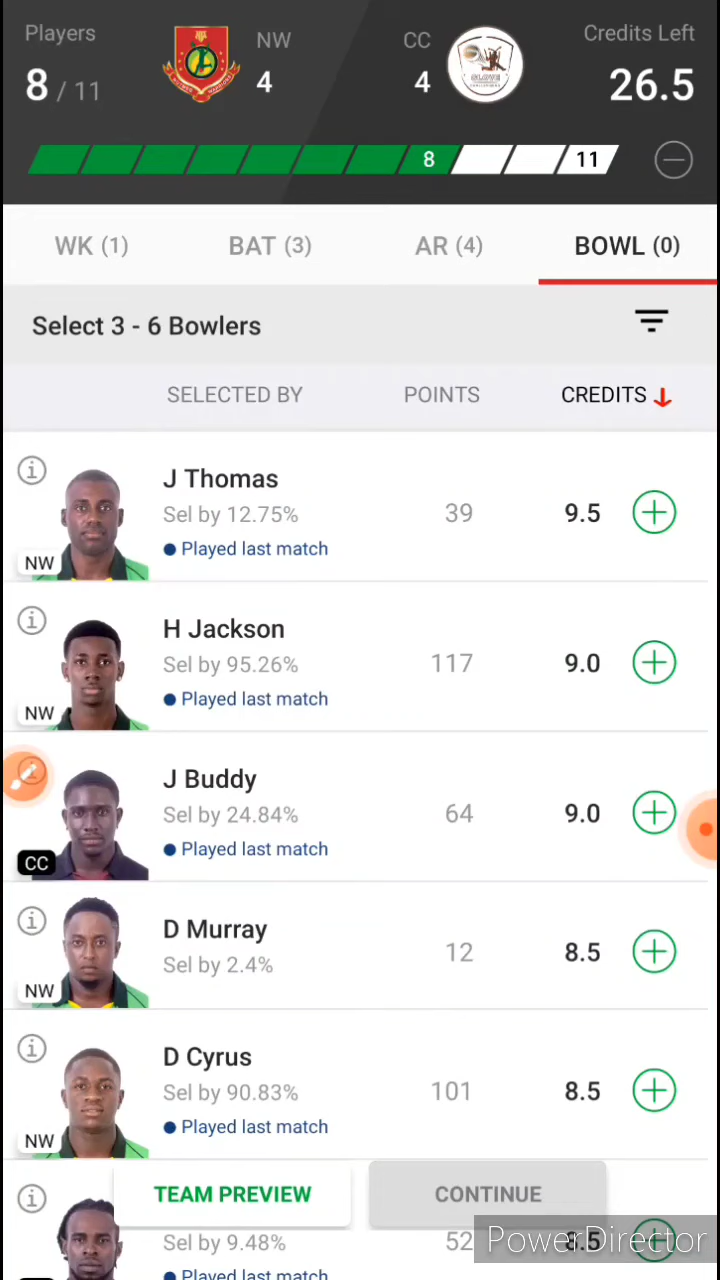 Players
NW
CC
Credits Left
8 / 11
4
4
26.5
8
11
WK (1)
BAT (3)
AR (4)
BOWL (0)
Select 3 - 6 Bowlers
SELECTED BY
POINTS
CREDITS
J Thomas
Sel by 12.75%
39
9.5
Played last match
NW
H Jackson
Sel by 95.26%
117
9.0
Played last match
NW
J Buddy
Sel by 24.84%
64
9.0
Played last match
CC
D Murray
Sel by 2.4%
12
8.5
NW
D Cyrus
Sel by 90.83%
101
8.5
Played last match
NW
TEAM PREVIEW
CONTINUE
Sel by 9.48%
52
8.5
PowerDirector
Played last match